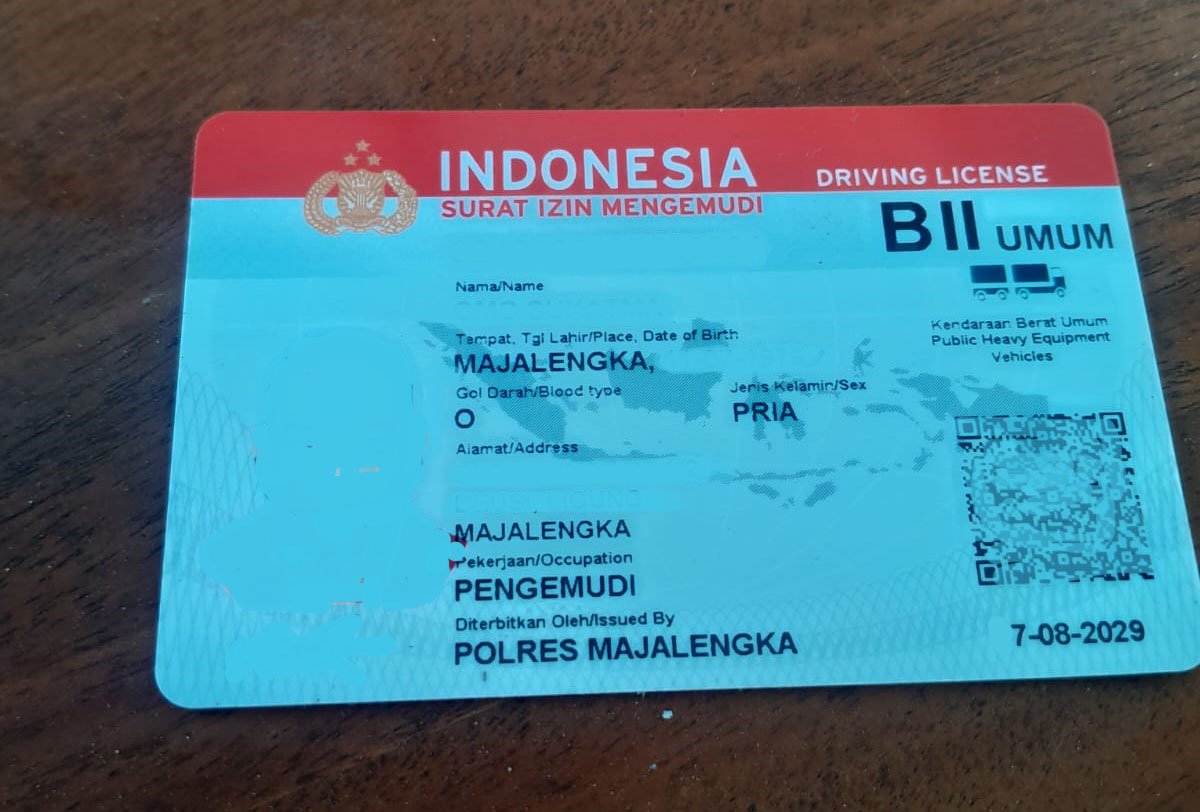 INDONESIA
DRIVING LICENSE
SURAT IZIN MENGEMUDI
BII UMUM
Nama/Name
Tempat, Tgl Lahir/Place, Date of Birth
MAJALENGKA,
Gol Darah/Blood type
Jenis Kelamin/Sex
O
PRIA
Alamat/Address
Kendaraan Berat Umum
Public Heavy Equipment
Vehicles
MAJALENGKA
Pekerjaan/Occupation
PENGEMUDI
Diterbitkan Oleh/Issued By
POLRES MAJALENGKA
7-08-2029